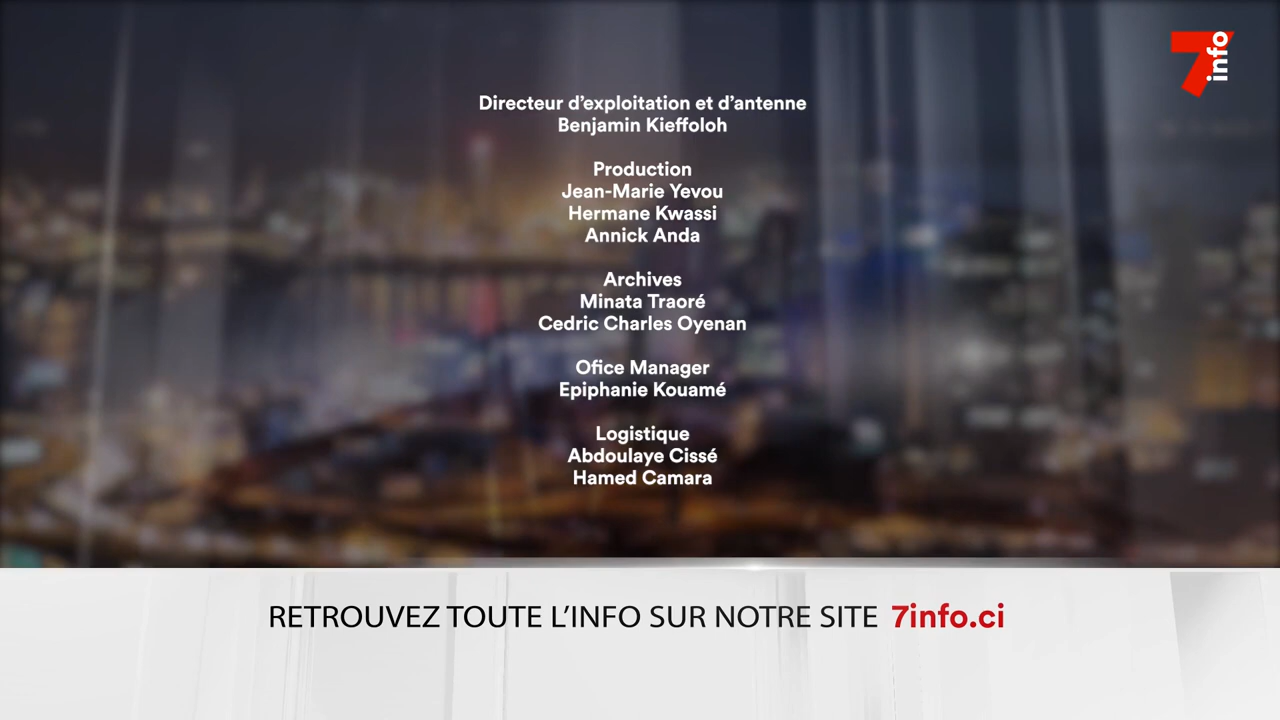 7info
Directeur d’exploitation et d’antenne
Benjamin Kieffoloh
Production
Jean-Marie Yevou
Hermane Kwassi
Annick Anda
Archives
Minata Traoré
Cedric Charles Oyenan
Ofice Manager
Epiphanie Kouamé
Logistique
Abdoulaye Cissé
Hamed Camara
RETROUVEZ TOUTE L’INFO SUR NOTRE SITE 7info.ci